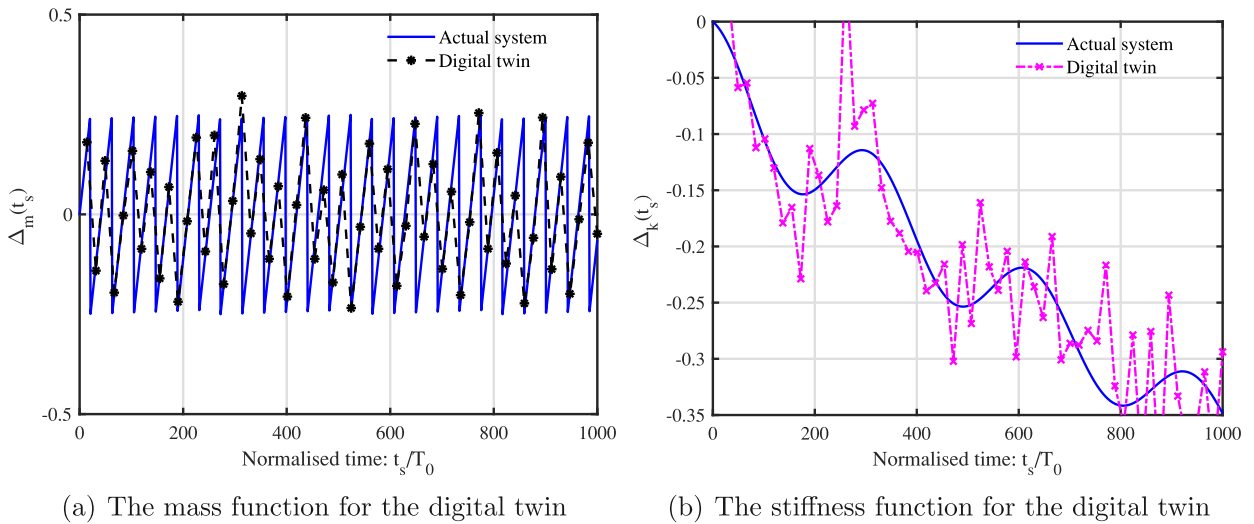 0.5
0
-0.5
Δm(ts)
Actual system
Digital twin
0 200 400 600 800 1000
Normalised time: ts/T0
(a) The mass function for the digital twin
0
-0.05
-0.1
-0.15
-0.2
-0.25
-0.3
-0.35
Δk(ts)
Actual system
Digital twin
0 200 400 600 800 1000
Normalised time: ts/T0
(b) The stiffness function for the digital twin